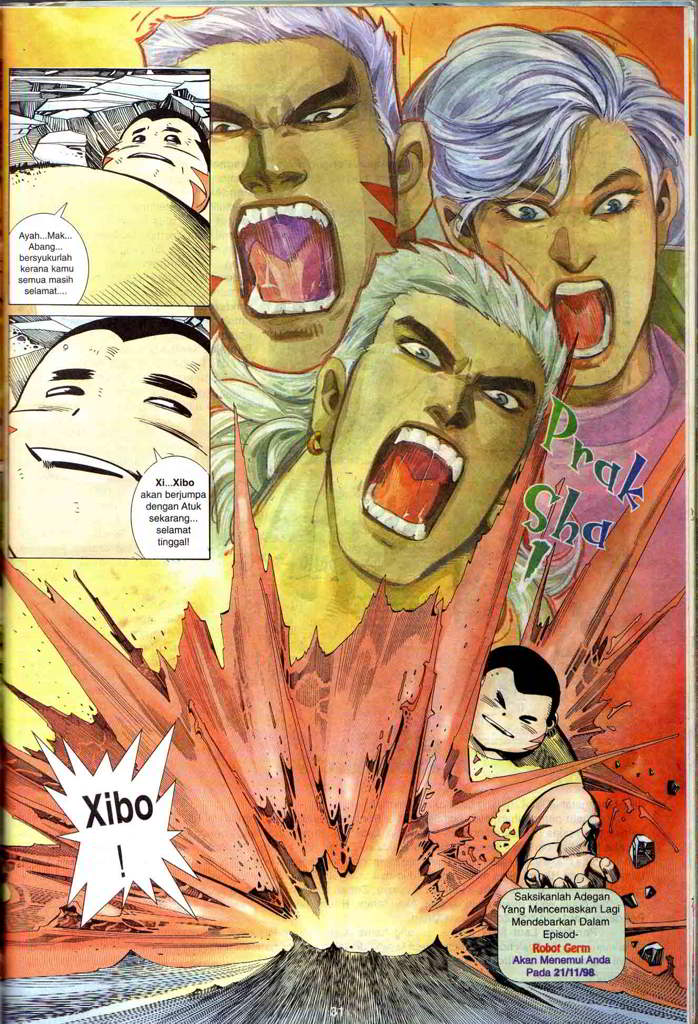 Ayah...Mak...
Abang...
bersyukurlah
kerana kamu
semua masih
selamat....
Xi...Xibo
akan berjumpa
dengan Atuk
sekarang...
selamat
tinggal!
Prak
Sha
!
Xibo
!
Saksikanlah Adegan
Yang Mencemaskan Lagi
Mendebarkan Dalam
Episod-
Robot Germ
Akan Menemui Anda
Pada 21/11/98
31